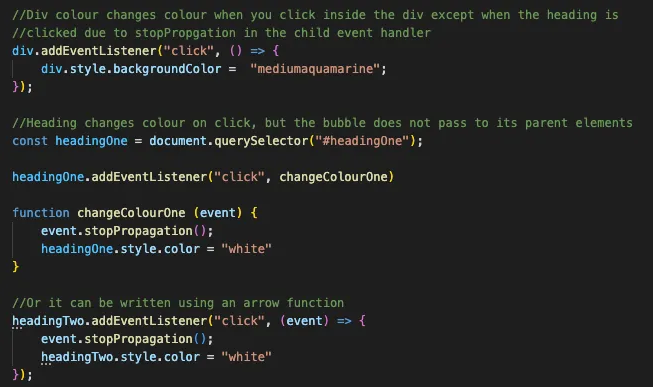 //Div colour changes colour when you click inside the div except when the heading is
//clicked due to stopPropgation in the child event handler
div.addEventListener("click", () => {
    div.style.backgroundColor =  "mediumaquamarine";
});

//Heading changes colour on click, but the bubble does not pass to its parent elements
const headingOne = document.querySelector("#headingOne");

headingOne.addEventListener("click", changeColourOne)

function changeColourOne (event) {
    event.stopPropagation();
    headingOne.style.color = "white"
}

//Or it can be written using an arrow function
headingTwo.addEventListener("click", (event) => {
    event.stopPropagation();
    headingTwo.style.color = "white"
});